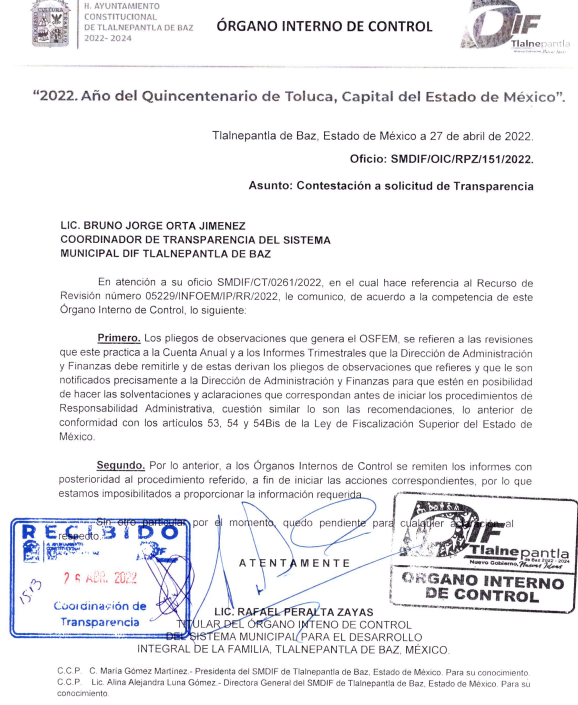 H. AYUNTAMIENTO
CONSTITUCIONAL
DE TLALNEPANTLA DE BAZ
2022- 2024
ÓRGANO INTERNO DE CONTROL
DIF
Tlalnepantla
“2022. Año del Quincentenario de Toluca, Capital del Estado de México”.
Tlalnepantla de Baz, Estado de México a 27 de abril de 2022.
Oficio: SMDIF/OIC/RPZ/151/2022.
Asunto: Contestación a solicitud de Transparencia
LIC. BRUNO JORGE ORTA JIMENEZ
COORDINADOR DE TRANSPARENCIA DEL SISTEMA
MUNICIPAL DIF TLALNEPANTLA DE BAZ
En atención a su oficio SMDIF/CT/0261/2022, en el cual hace referencia al Recurso de
Revisión número 05229/INFOEM/IP/RR/2022, le comunico, de acuerdo a la competencia de este
Órgano Interno de Control, lo siguiente:
Primero. Los pliegos de observaciones que genera el OSFEM, se refieren a las revisiones
que este practica a la Cuenta Anual y a los Informes Trimestrales que la Dirección de Administración
y Finanzas debe remitirle y de estas derivan los pliegos de observaciones que refieres y que le son
notificados precisamente a la Dirección de Administración y Finanzas para que estén en posibilidad
de hacer las solventaciones y aclaraciones que correspondan antes de iniciar los procedimientos de
Responsabilidad Administrativa, cuestión similar lo son las recomendaciones, lo anterior de
conformidad con los artículos 53, 54 y 54Bis de la Ley de Fiscalización Superior del Estado de
México.
Segundo. Por lo anterior, a los Órganos Internos de Control se remiten los informes con
posterioridad al procedimiento referido, a fin de iniciar las acciones correspondientes, por lo que
estamos imposibilitados a proporcionar la información requerida.
Sin otro particular por el momento, quedo pendiente para cualquier aclaración al
respecto.
RECIBIDO
DIF
26 ABR. 2022
1513
Coordinación de
Transparencia
ATENTAMENTE
DIF
Tlalnepantla
Nuevo Gobierno, Nuevas Ideas
ÓRGANO INTERNO
DE CONTROL
LIC. RAFAEL PERALTA ZAYAS
TITULAR DEL ÓRGANO INTENO DE CONTROL
DEL SISTEMA MUNICIPAL PARA EL DESARROLLO
INTEGRAL DE LA FAMILIA, TLALNEPANTLA DE BAZ, MÉXICO.
C.C.P. C. María Gómez Martínez.- Presidenta del SMDIF de Tlalnepantla de Baz, Estado de México. Para su conocimiento.
C.C.P. Lic. Alina Alejandra Luna Gómez.- Directora General del SMDIF de Tlalnepantla de Baz, Estado de México. Para su
conocimiento.